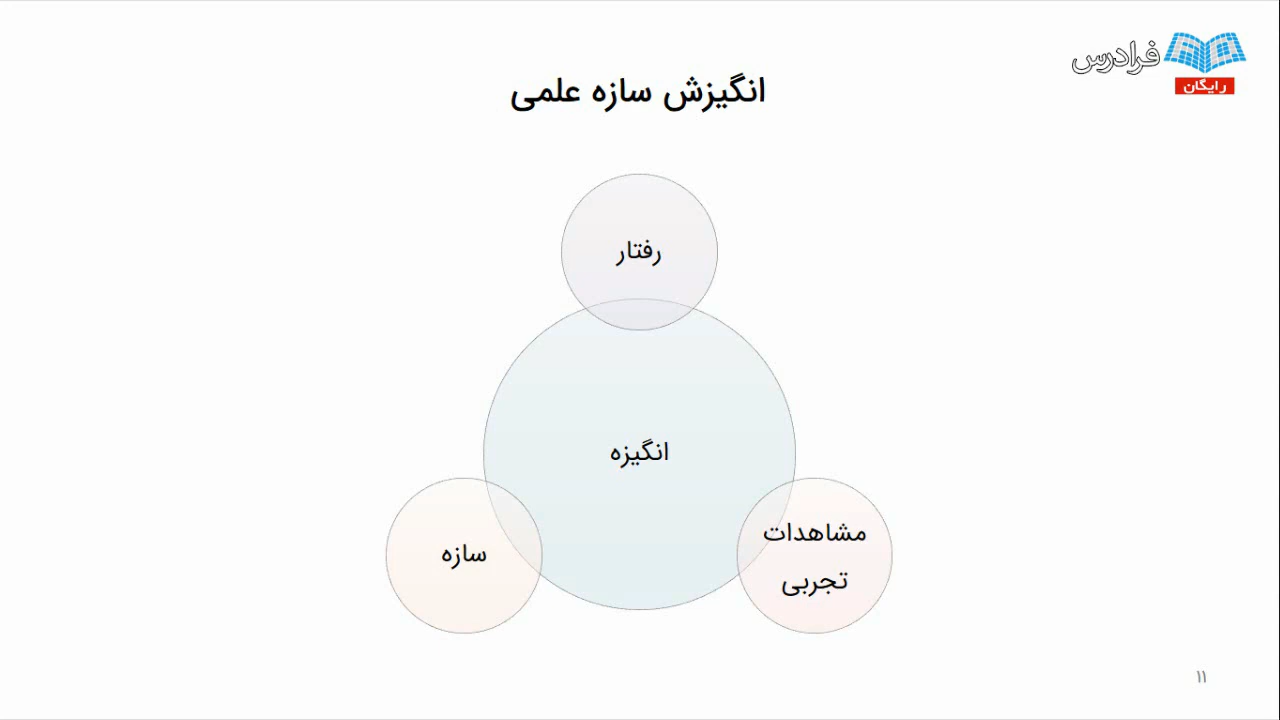 فرادرس
رایگان
انگیزش سازه علمی
رفتار
انگیزه
مشاهدات
تجربی
سازه
۱۱